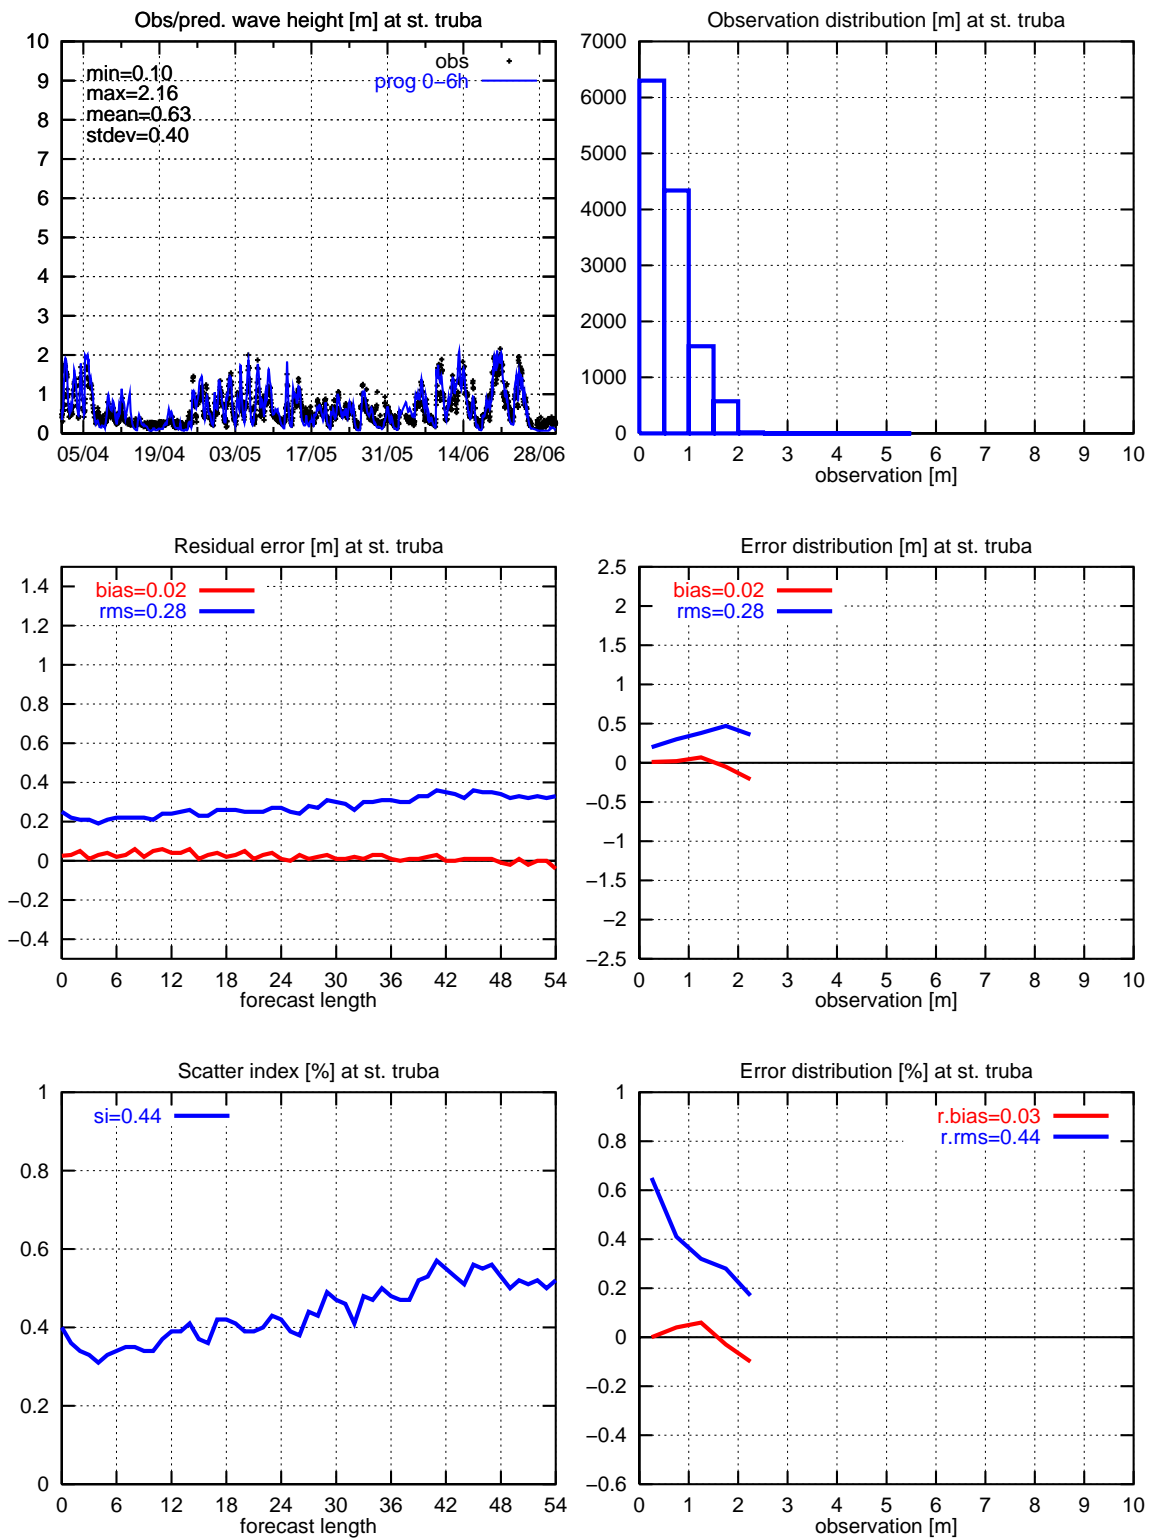 Obs/pred. wave height [m] at st. truba
10
9
8
7
6
5
4
3
2
1
0
min=0.10
max=2.16
mean=0.63
stdev=0.40
obs
prog 0−6h
05/04 19/04 03/05 17/05 31/05 14/06 28/06
Observation distribution [m] at st. truba
7000
6000
5000
4000
3000
2000
1000
0
0 1 2 3 4 5 6 7 8 9 10
observation [m]
Residual error [m] at st. truba
1.4
1.2
1
0.8
0.6
0.4
0.2
0
−0.2
−0.4
bias=0.02
rms=0.28
0 6 12 18 24 30 36 42 48 54
forecast length
Error distribution [m] at st. truba
2.5
2
1.5
1
0.5
0
−0.5
−1
−1.5
−2
−2.5
bias=0.02
rms=0.28
0 1 2 3 4 5 6 7 8 9 10
observation [m]
Scatter index [%] at st. truba
1
0.8
0.6
0.4
0.2
0
si=0.44
0 6 12 18 24 30 36 42 48 54
forecast length
Error distribution [%] at st. truba
1
0.8
0.6
0.4
0.2
0
−0.2
−0.4
−0.6
r.bias=0.03
r.rms=0.44
0 1 2 3 4 5 6 7 8 9 10
observation [m]